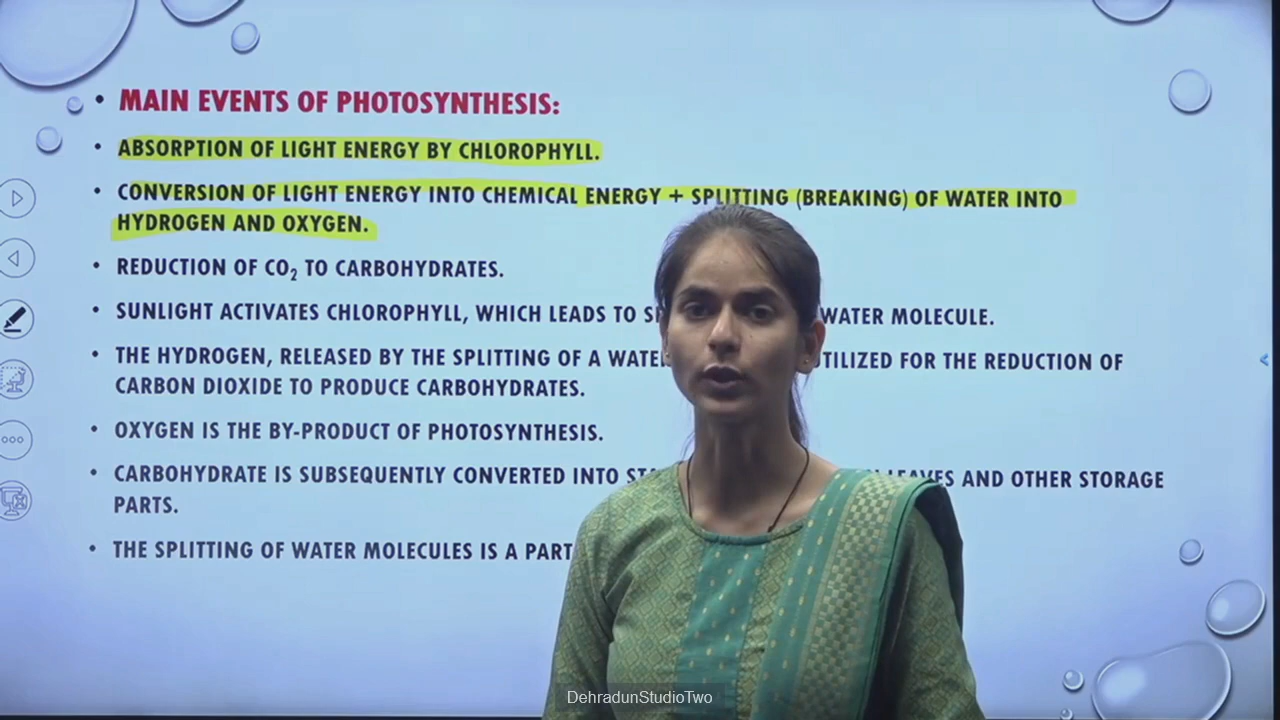 • MAIN EVENTS OF PHOTOSYNTHESIS:
• ABSORPTION OF LIGHT ENERGY BY CHLOROPHYLL.
• CONVERSION OF LIGHT ENERGY INTO CHEMICAL ENERGY + SPLITTING (BREAKING) OF WATER INTO
HYDROGEN AND OXYGEN.
• REDUCTION OF CO₂ TO CARBOHYDRATES.
• SUNLIGHT ACTIVATES CHLOROPHYLL, WHICH LEADS TO WATER MOLECULE.
• THE HYDROGEN, RELEASED BY THE SPLITTING OF A FOR THE REDUCTION OF
CARBON DIOXIDE TO PRODUCE CARBOHYDRATES.
• OXYGEN IS THE BY-PRODUCT OF PHOTOSYNTHESIS.
• CARBOHYDRATE IS SUBSEQUENTLY CONVERTED INTO AND OTHER STORAGE
PARTS.
• THE SPLITTING OF WATER MOLECULES IS A PART
DehradunStudioTwo